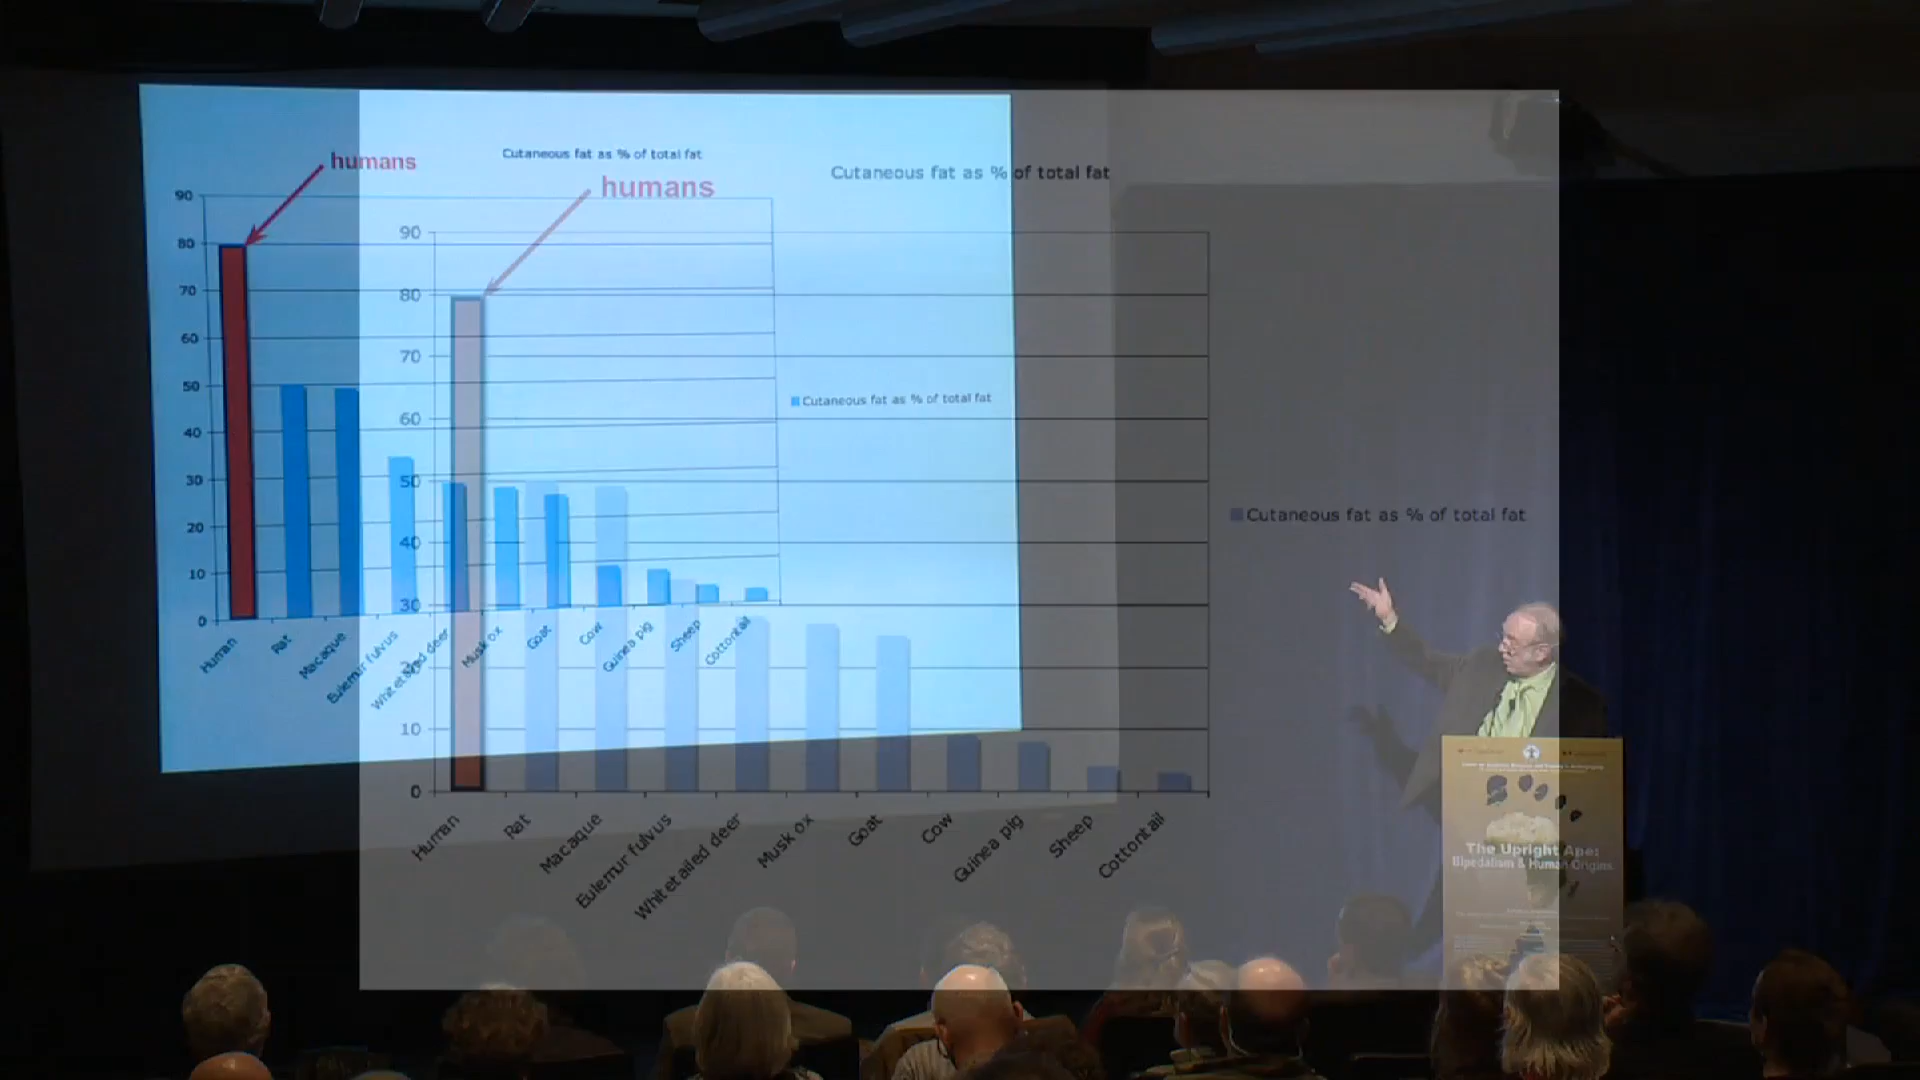 humans
Cutaneous fat as % of total fat
90
80
70
60
50
40
30
20
10
0
Cutaneous fat as % of total fat
Human
Rat
Macaque
Eulemur fulvus
Whitetailed deer
Musk ox
Goat
Cow
Guinea pig
Sheep
Cottontail
humans
Cutaneous fat as % of total fat
90
80
70
60
50
40
30
20
10
0
Cutaneous fat as % of total fat
Human
Rat
Macaque
Eulemur fulvus
Whitetailed deer
Musk ox
Goat
Cow
Guinea pig
Sheep
Cottontail
The Upright Ape:
Bipedalism & Human Origins